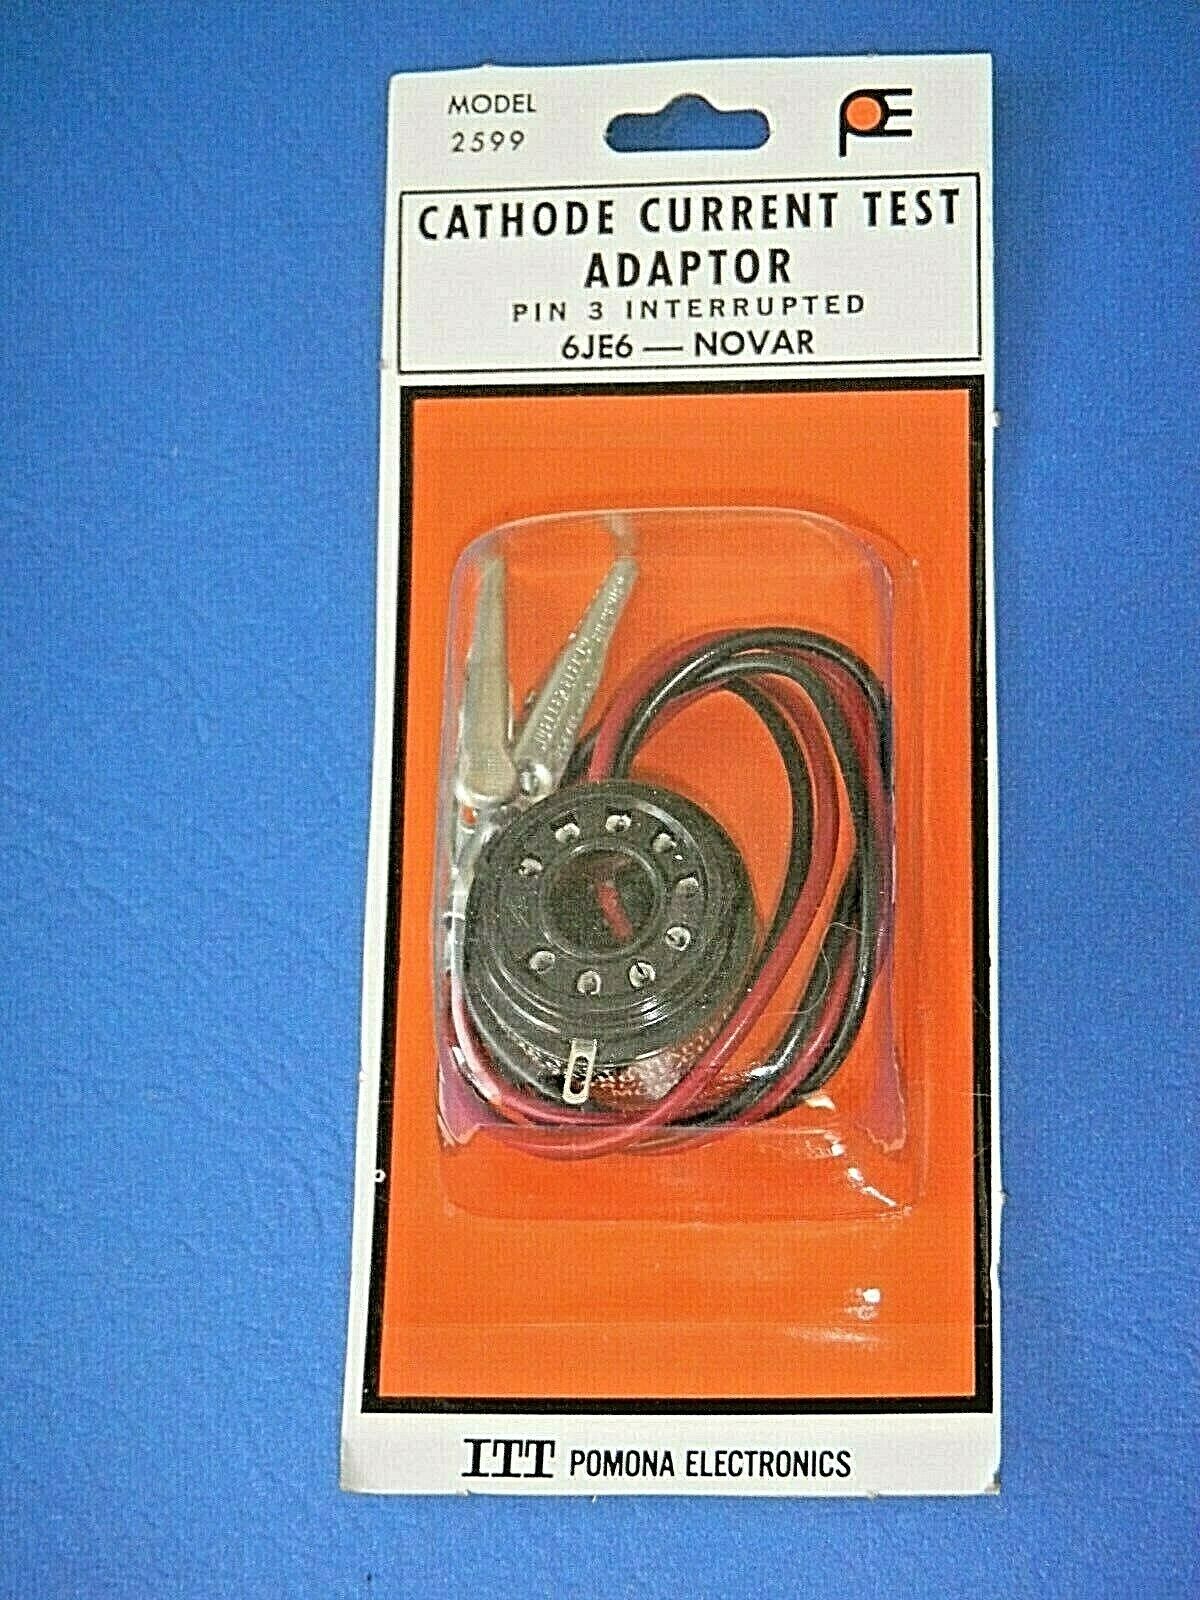 MODEL
2599
PE
CATHODE CURRENT TEST
ADAPTOR
PIN 3 INTERRUPTED
6JE6 — NOVAR
ITT POMONA ELECTRONICS